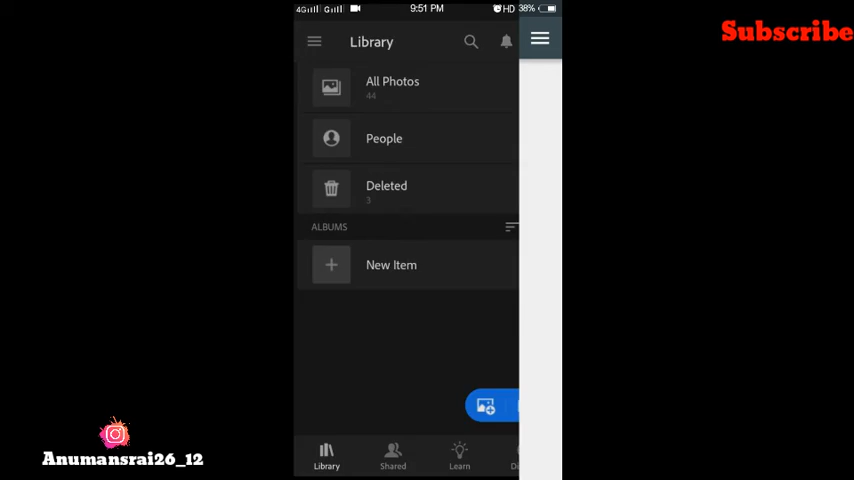 4G G 9:51 PM HD 38%
Subscribe
Library
All Photos
44
People
Deleted
3
ALBUMS
New Item
Library Shared Learn
Anumansrai26_12